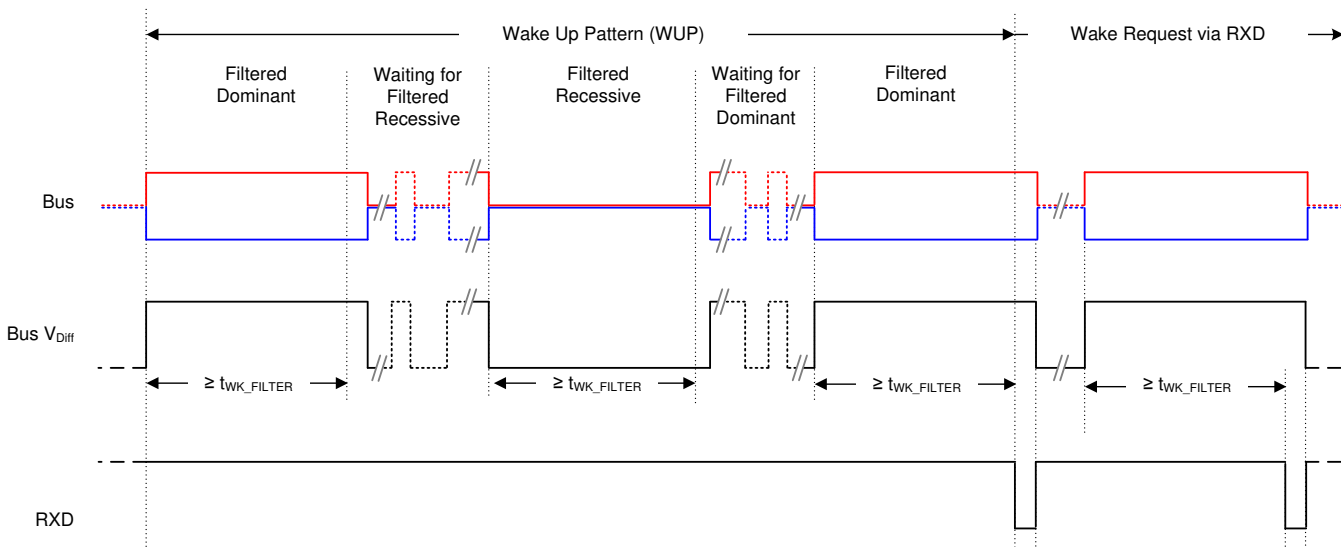 Wake Up Pattern (WUP)
Wake Request via RXD
Filtered
Dominant
Waiting for
Filtered
Recessive
Filtered
Recessive
Waiting for
Filtered
Dominant
Filtered
Dominant
Bus
Bus VDiff
≥ tWK_FILTER
≥ tWK_FILTER
≥ tWK_FILTER
≥ tWK_FILTER
RXD